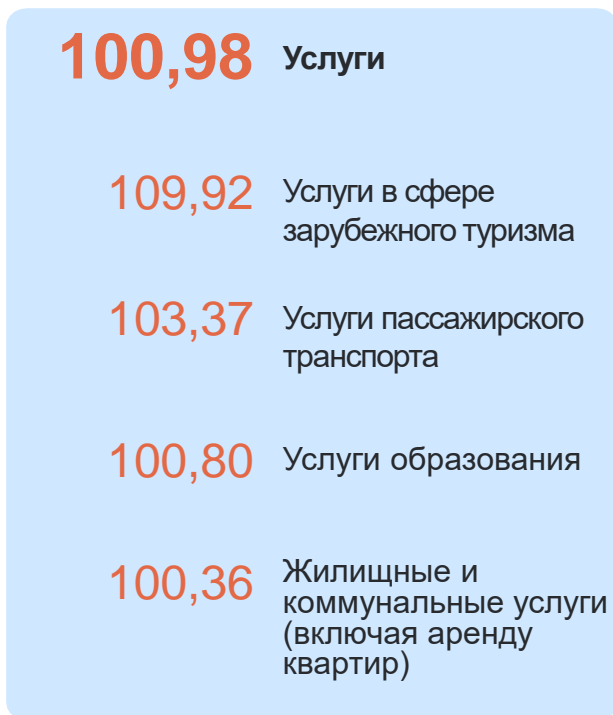 100,98 Услуги
109,92 Услуги в сфере
зарубежного туризма
103,37 Услуги пассажирского
транспорта
100,80 Услуги образования
100,36 Жилищные и
коммунальные услуги
(включая аренду
квартир)